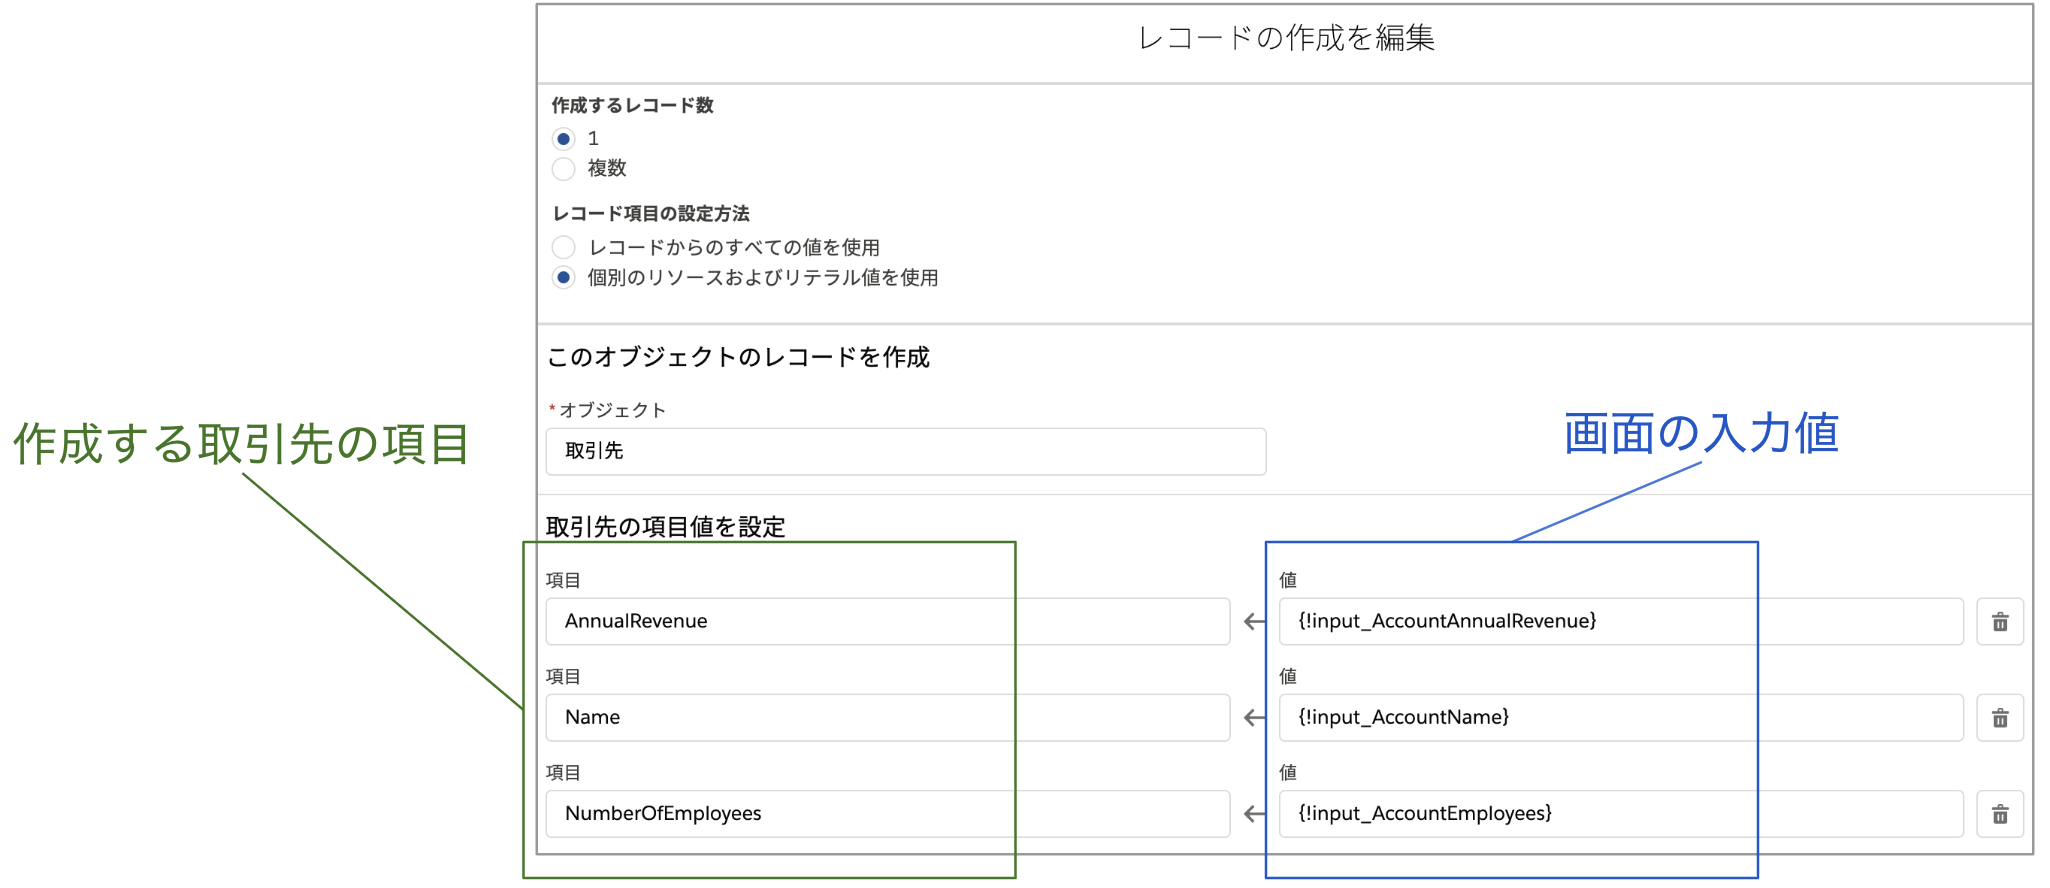 レコードの作成を編集
作成するレコード数
1
複数
レコード項目の設定方法
レコードからのすべての値を使用
個別のリソースおよびリテラル値を使用
このオブジェクトのレコードを作成
*オブジェクト
取引先
作成する取引先の項目
画面の入力値
取引先の項目値を設定
項目
値
AnnualRevenue
{!input_AccountAnnualRevenue}
項目
値
Name
{!input_AccountName}
項目
値
NumberOfEmployees
{!input_AccountEmployees}